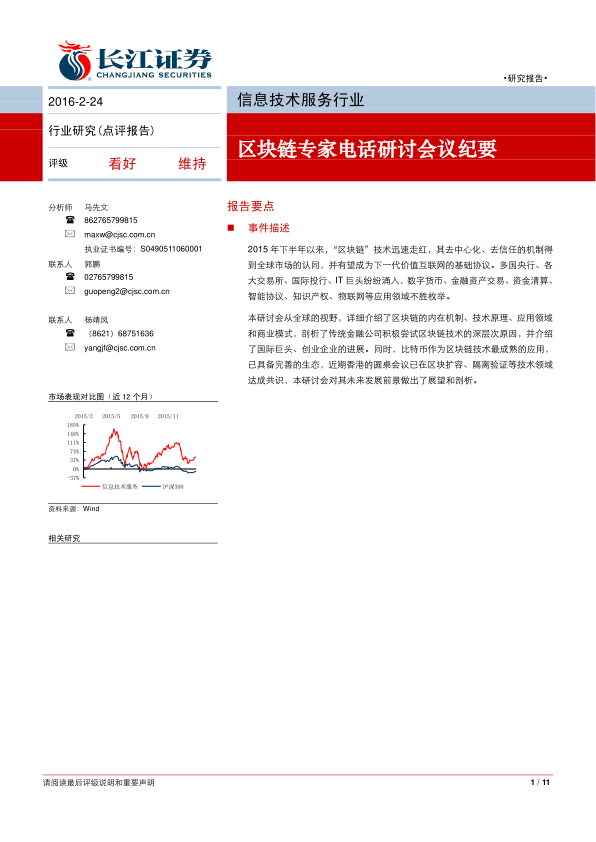 长江证券
CHANGJIANG SECURITIES
•研究报告•
2016-2-24
信息技术服务行业
行业研究(点评报告)
区块链专家电话研讨会议纪要
评级 看好 维持
分析师 马先文
862765799815
maxw@cjsc.com.cn
执业证书编号：S0490511060001
联系人 郭鹏
02765799815
guopeng2@cjsc.com.cn
联系人 杨靖凤
（8621）68751636
yangjf@cjsc.com.cn
市场表现对比图（近 12 个月）
2015/2 2015/5 2015/8 2015/11
185%
148%
111%
74%
37%
0%
-37%
信息技术服务 沪深300
资料来源：Wind
相关研究
报告要点
事件描述
2015 年下半年以来，“区块链”技术迅速走红，其去中心化、去信任的机制得
到全球市场的认同，并有望成为下一代价值互联网的基础协议。多国央行、各
大交易所、国际投行、IT 巨头纷纷涌入，数字货币、金融资产交易、资金清算、
智能协议、知识产权、物联网等应用领域不胜枚举。
本研讨会从全球的视野，详细介绍了区块链的内在机制、技术原理、应用领域
和商业模式，剖析了传统金融公司积极尝试区块链技术的深层次原因，并介绍
了国际巨头、创业企业的进展。同时，比特币作为区块链技术最成熟的应用，
已具备完善的生态，近期香港的圆桌会议已在区块扩容、隔离验证等技术领域
达成共识，本研讨会对其未来发展前景做出了展望和剖析。
请阅读最后评级说明和重要声明
1 / 11